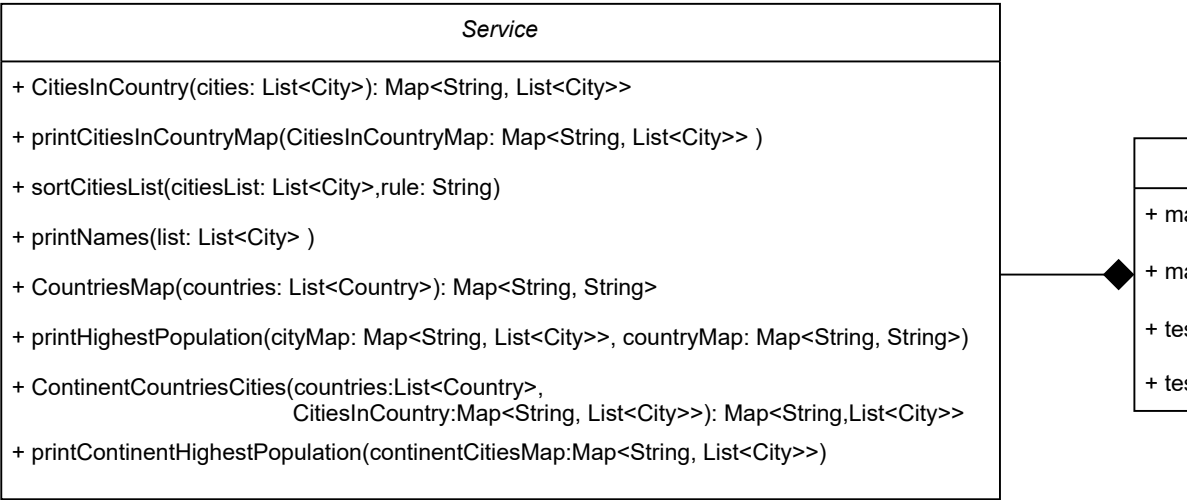 Service
+ CitiesInCountry(cities: List<City>): Map<String, List<City>>
+ printCitiesInCountryMap(CitiesInCountryMap: Map<String, List<City>> )
+ sortCitiesList(citiesList: List<City>,rule: String)
+ printNames(list: List<City> )
+ CountriesMap(countries: List<Country>): Map<String, String>
+ printHighestPopulation(cityMap: Map<String, List<City>>, countryMap: Map<String, String>)
+ ContinentCountriesCities(countries:List<Country>,
CitiesInCountry:Map<String, List<City>>): Map<String,List<City>>
+ printContinentHighestPopulation(continentCitiesMap:Map<String, List<City>>)